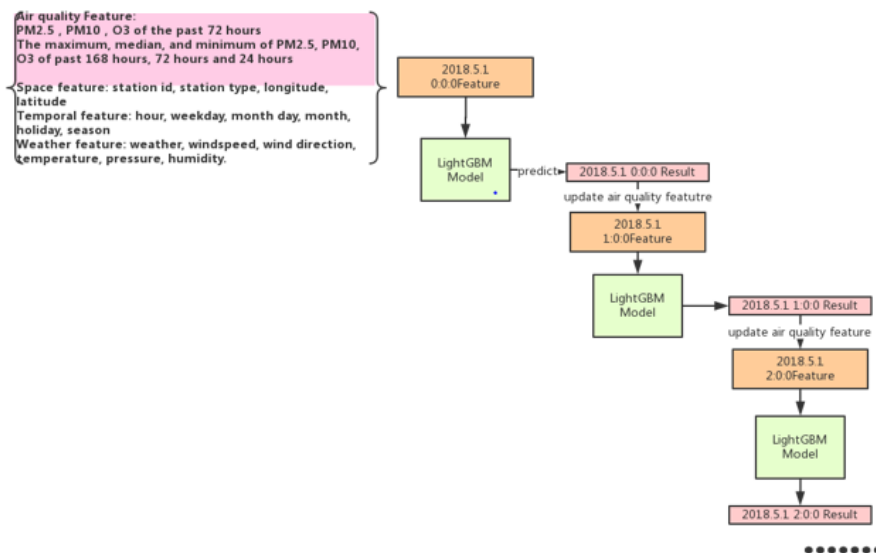 Air quality Feature:
PM2.5 , PM10 , O3 of the past 72 hours
The maximum, median, and minimum of PM2.5, PM10,
O3 of past 168 hours, 72 hours and 24 hours
Space feature: station id, station type, longitude,
latitude
Temporal feature: hour, weekday, month day, month,
holiday, season
Weather feature: weather, windspeed, wind direction,
temperature, pressure, humidity.
2018.5.1
0:0:0Feature
LightGBM
Model
predict
2018.5.1 0:0:0 Result
update air quality featutre
2018.5.1
1:0:0Feature
LightGBM
Model
2018.5.1 1:0:0 Result
update air quality feature
2018.5.1
2:0:0Feature
LightGBM
Model
2018.5.1 2:0:0 Result